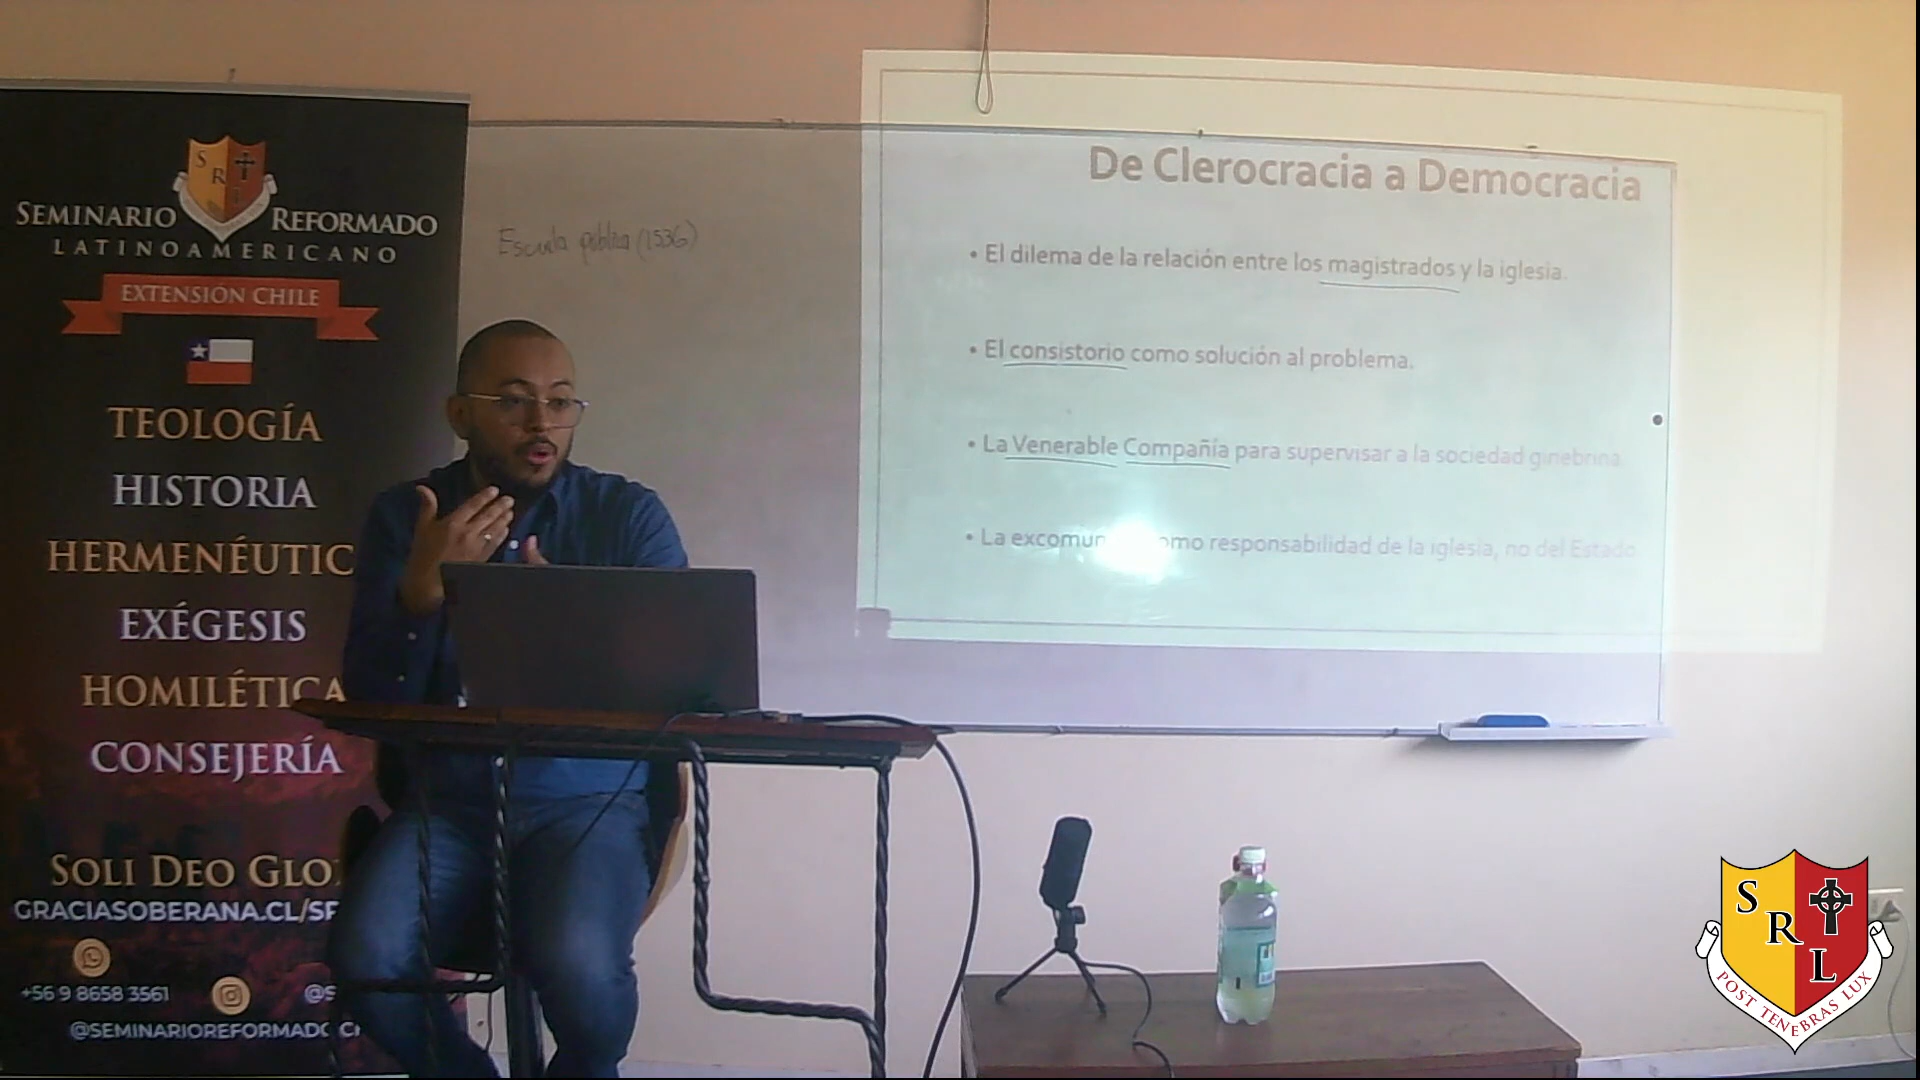 S
R
SEMINARIO REFORMADO
LATINOAMERICANO
EXTENSIÓN CHILE
TEOLOGÍA
HISTORIA
HERMENÉUTIC
EXÉGESIS
HOMILÉTICA
CONSEJERÍA
SOLI DEO GLO
GRACIASOBERANA.CL/SE
+56 9 8658 3561
@S
@SEMINARIOREFORMADO.C
Escuela pública (1536)
De Clerocracia a Democracia
• El dilema de la relación entre los magistrados y la iglesia.
• El consistorio como solución al problema.
• La Venerable Compañía para supervisar a la sociedad ginebrina
• La excomun omo responsabilidad de la iglesia, no del Estado
S
R
L
POST TENEBRAS LUX